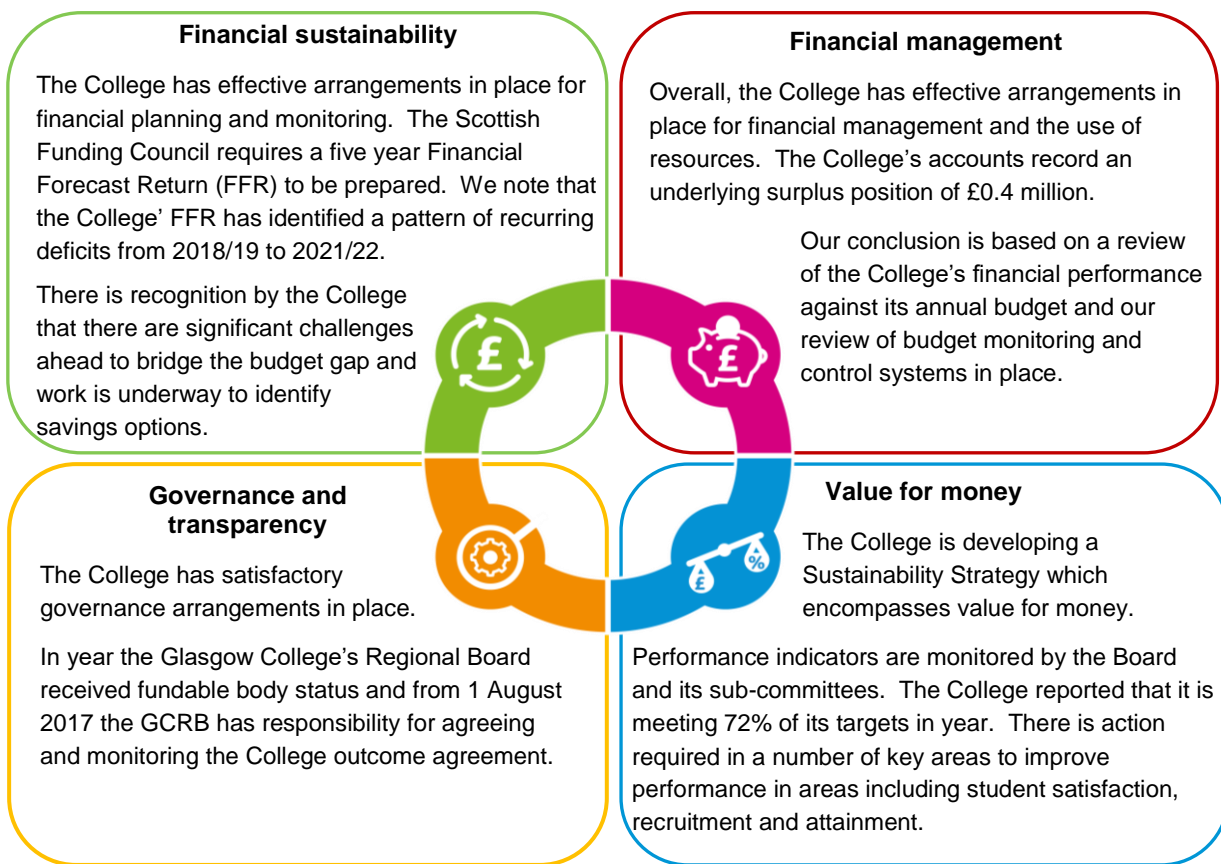 Financial sustainability
The College has effective arrangements in place for
financial planning and monitoring. The Scottish
Funding Council requires a five year Financial
Forecast Return (FFR) to be prepared. We note that
the College' FFR has identified a pattern of recurring
deficits from 2018/19 to 2021/22.
There is recognition by the College
that there are significant challenges
ahead to bridge the budget gap and
work is underway to identify
savings options.
Financial management
Overall, the College has effective arrangements in
place for financial management and the use of
resources. The College's accounts record an
underlying surplus position of £0.4 million.
Our conclusion is based on a review
of the College's financial performance
against its annual budget and our
review of budget monitoring and
control systems in place.
£
£
Governance and
transparency
The College has satisfactory
governance arrangements in place.
In year the Glasgow College's Regional Board
received fundable body status and from 1 August
2017 the GCRB has responsibility for agreeing
and monitoring the College outcome agreement.
Value for money
£
%
The College is developing a
Sustainability Strategy which
encompasses value for money.
Performance indicators are monitored by the Board
and its sub-committees. The College reported that it is
meeting 72% of its targets in year. There is action
required in a number of key areas to improve
performance in areas including student satisfaction,
recruitment and attainment.